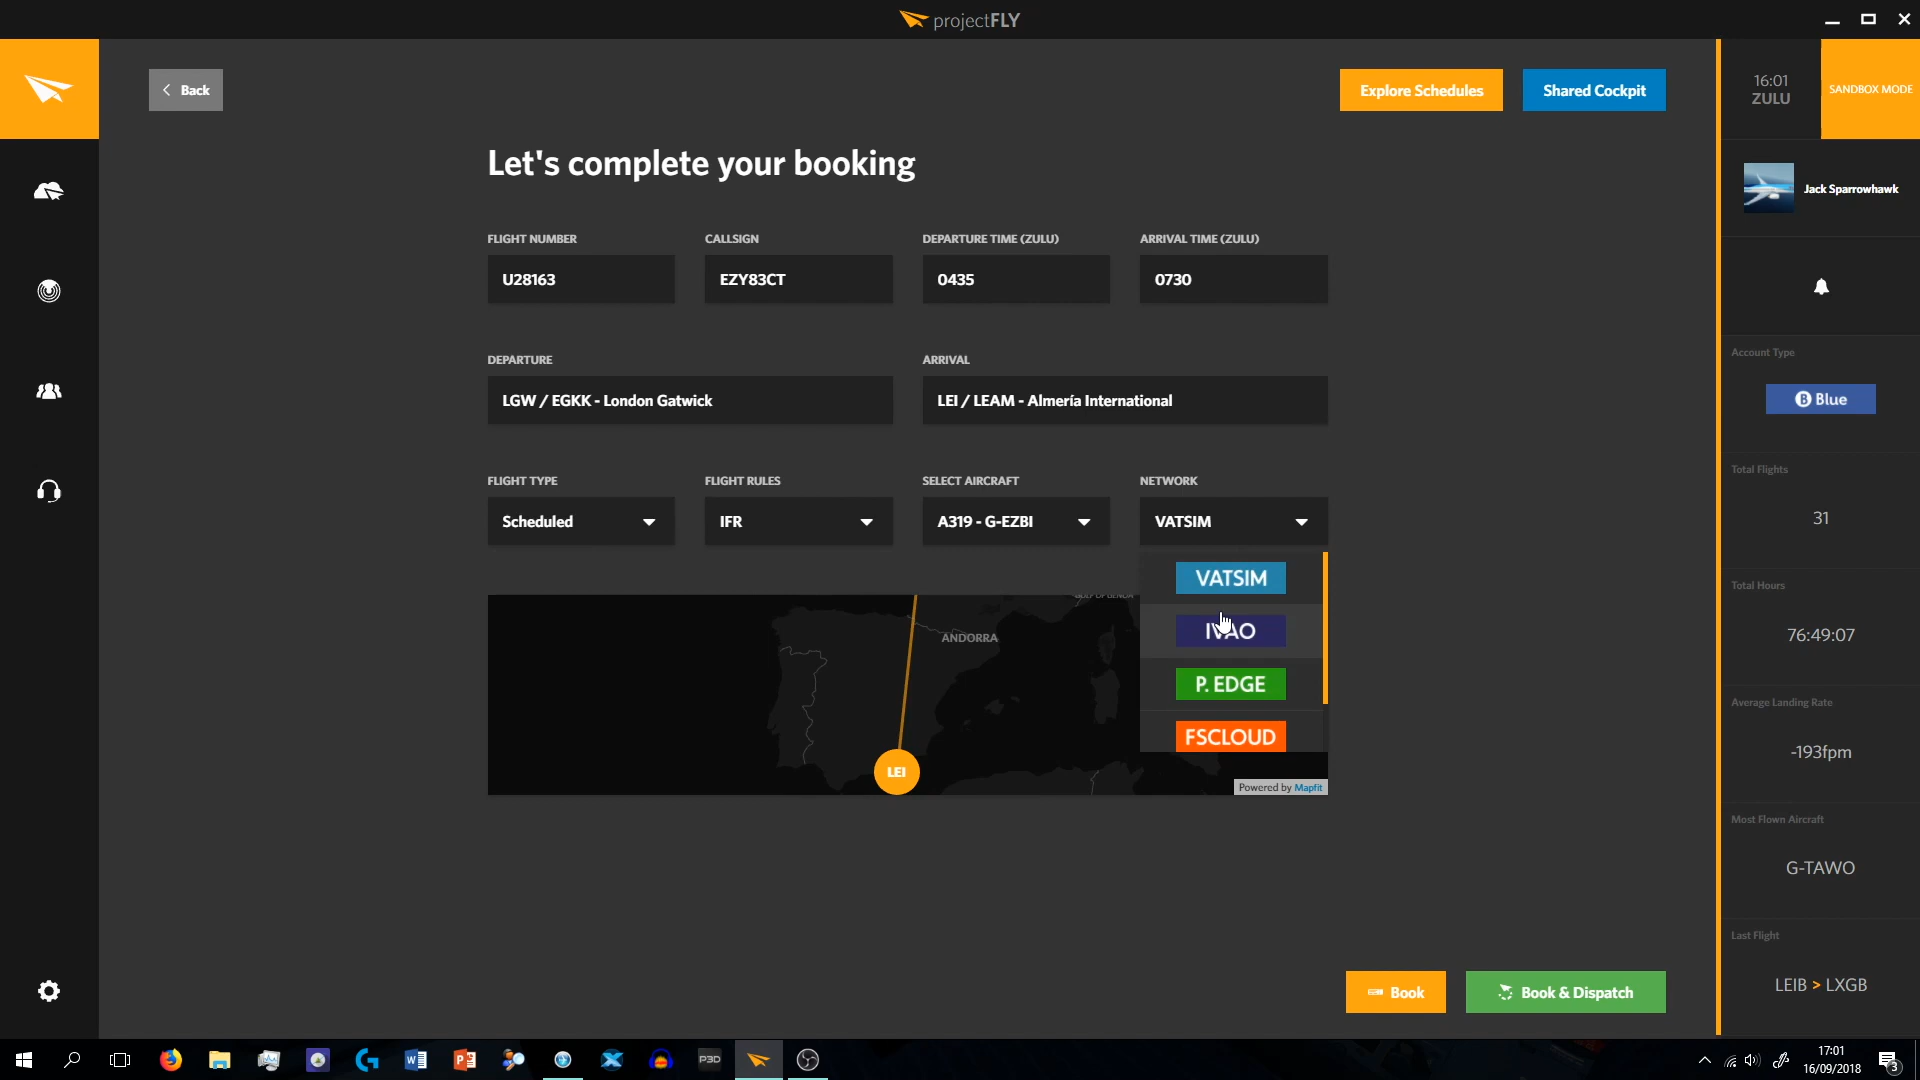 projectFLY
Back
Explore Schedules
Shared Cockpit
16:01
ZULU
SANDBOX MODE
Let's complete your booking
Jack Sparrowhawk
FLIGHT NUMBER
CALLSIGN
DEPARTURE TIME (ZULU)
ARRIVAL TIME (ZULU)
U28163
EZY83CT
0435
0730
DEPARTURE
ARRIVAL
LGW / EGKK - London Gatwick
LEI / LEAM - Almería International
FLIGHT TYPE
FLIGHT RULES
SELECT AIRCRAFT
NETWORK
Scheduled
IFR
A319 - G-EZBI
VATSIM
VATSIM
IVAO
P. EDGE
FSCLOUD
GULF OF GENOA
ANDORRA
LEI
Powered by Mapfit
Account Type
B Blue
Total Flights
31
Total Hours
76:49:07
Average Landing Rate
-193fpm
Most Flown Aircraft
G-TAWO
Last Flight
LEIB > LXGB
Book
Book & Dispatch
P3D
17:01
16/09/2018
3